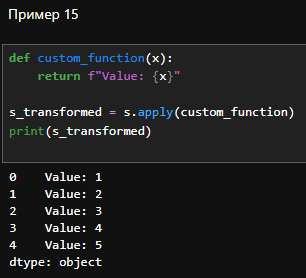 Пример 15
def custom_function(x):
    return f"Value: {x}"
s_transformed = s.apply(custom_function)
print(s_transformed)
0    Value: 1
1    Value: 2
2    Value: 3
3    Value: 4
4    Value: 5
dtype: object